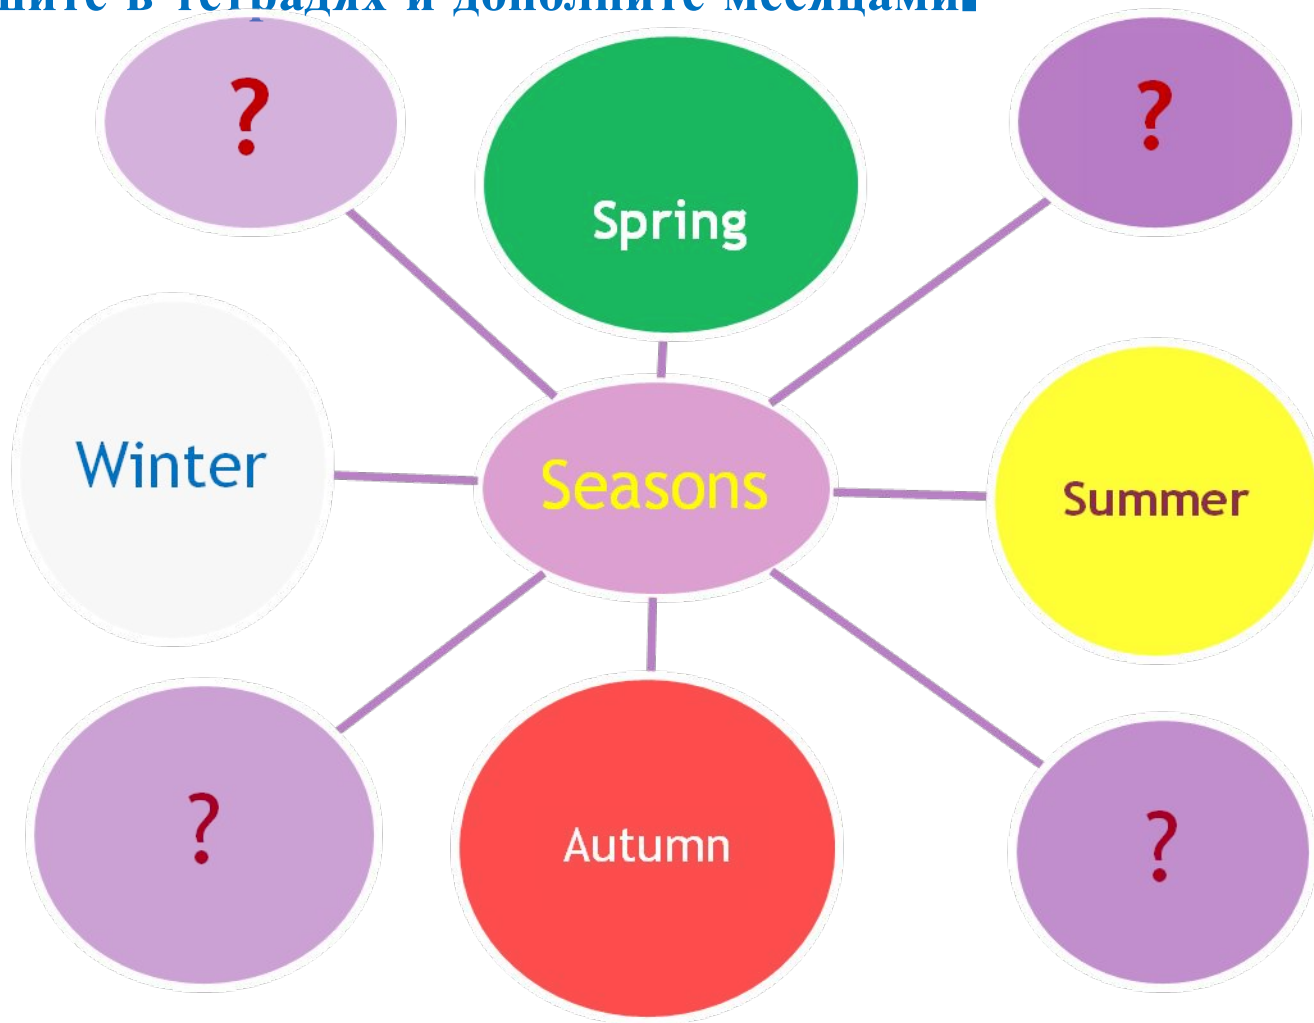 в тетрадях и дополните месяцами.
?
?
Spring
Winter
Seasons
Summer
?
Autumn
?